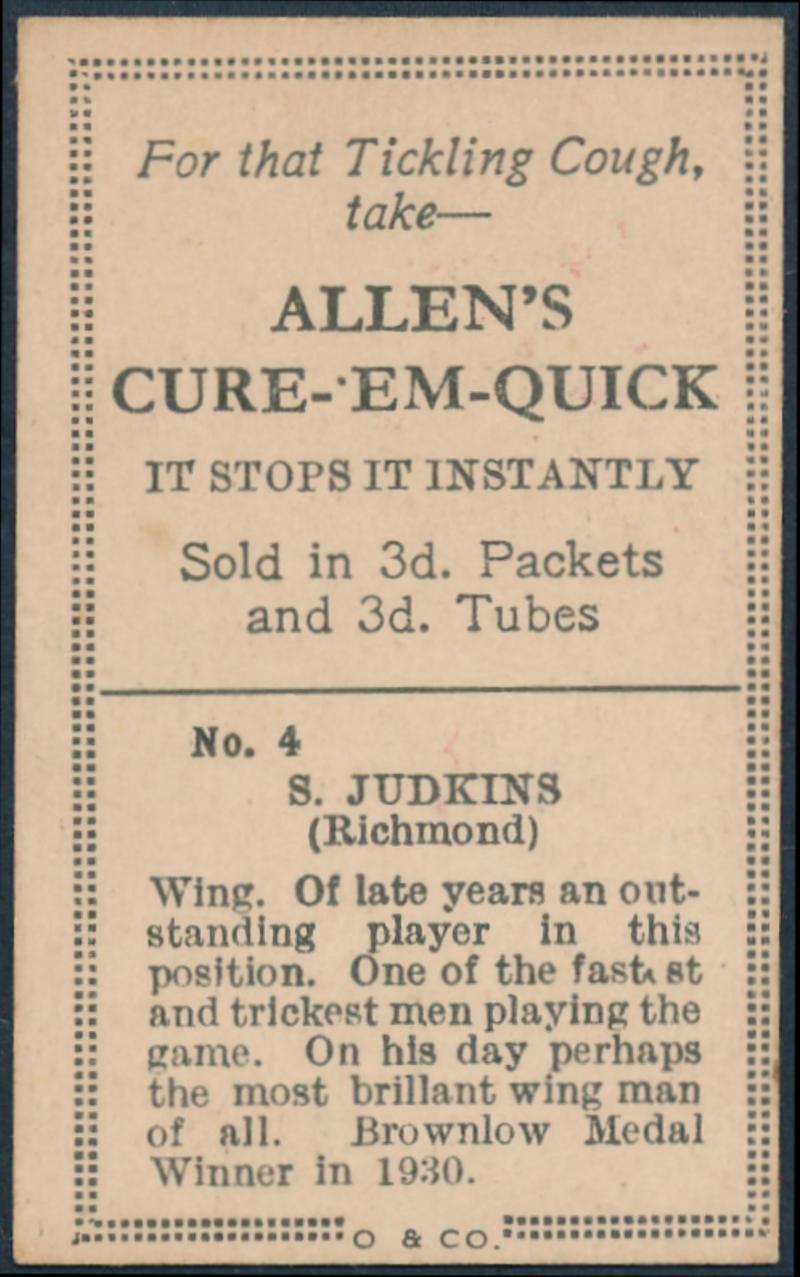 For that Tickling Cough,
take—
ALLEN'S
CURE-'EM-QUICK
IT STOPS IT INSTANTLY
Sold in 3d. Packets
and 3d. Tubes
No. 4
S. JUDKINS
(Richmond)
Wing. Of late years an out-
standing player in this
position. One of the fastest
and trickest men playing the
game. On his day perhaps
the most brillant wing man
of all. Brownlow Medal
Winner in 1930.
O & CO.